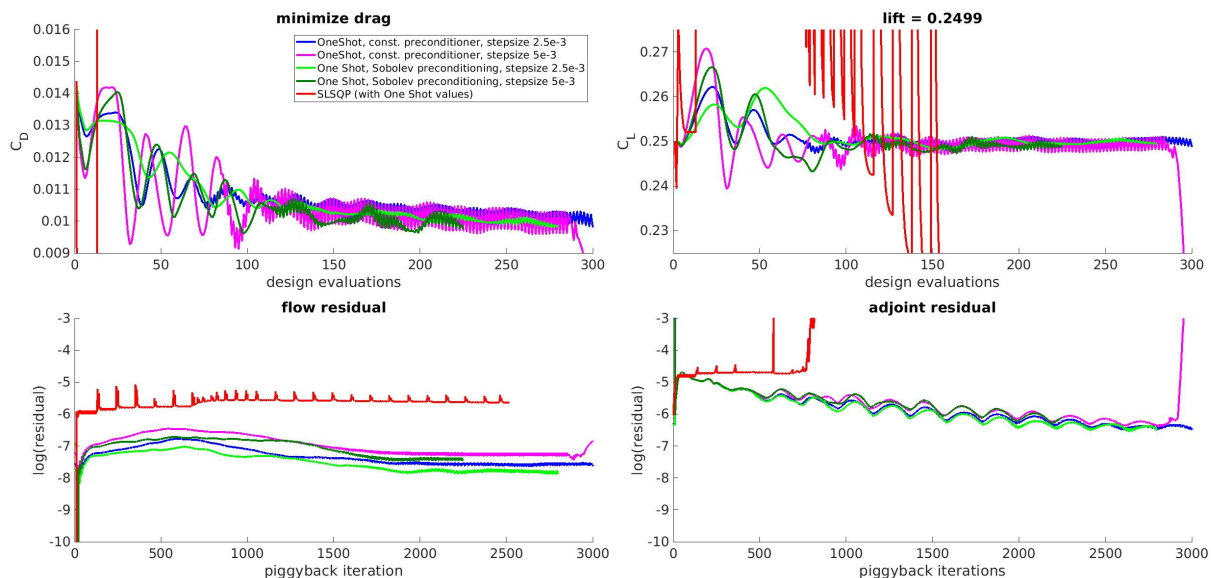 minimize drag
0.016
0.015
0.014
0.013
0.012
0.011
0.01
0.009
C_D
OneShot, const. preconditioner, stepsize 2.5e-3
OneShot, const. preconditioner, stepsize 5e-3
One Shot, Sobolev preconditioning, stepsize 2.5e-3
One Shot, Sobolev preconditioning, stepsize 5e-3
SLSQP (with One Shot values)
0 50 100 150 200 250 300
design evaluations
lift = 0.2499
0.27
0.26
0.25
0.24
0.23
C_L
0 50 100 150 200 250 300
design evaluations
flow residual
-3
-4
-5
-6
-7
-8
-9
-10
log(residual)
0 500 1000 1500 2000 2500 3000
piggyback iteration
adjoint residual
-3
-4
-5
-6
-7
-8
-9
-10
log(residual)
0 500 1000 1500 2000 2500 3000
piggyback iterations